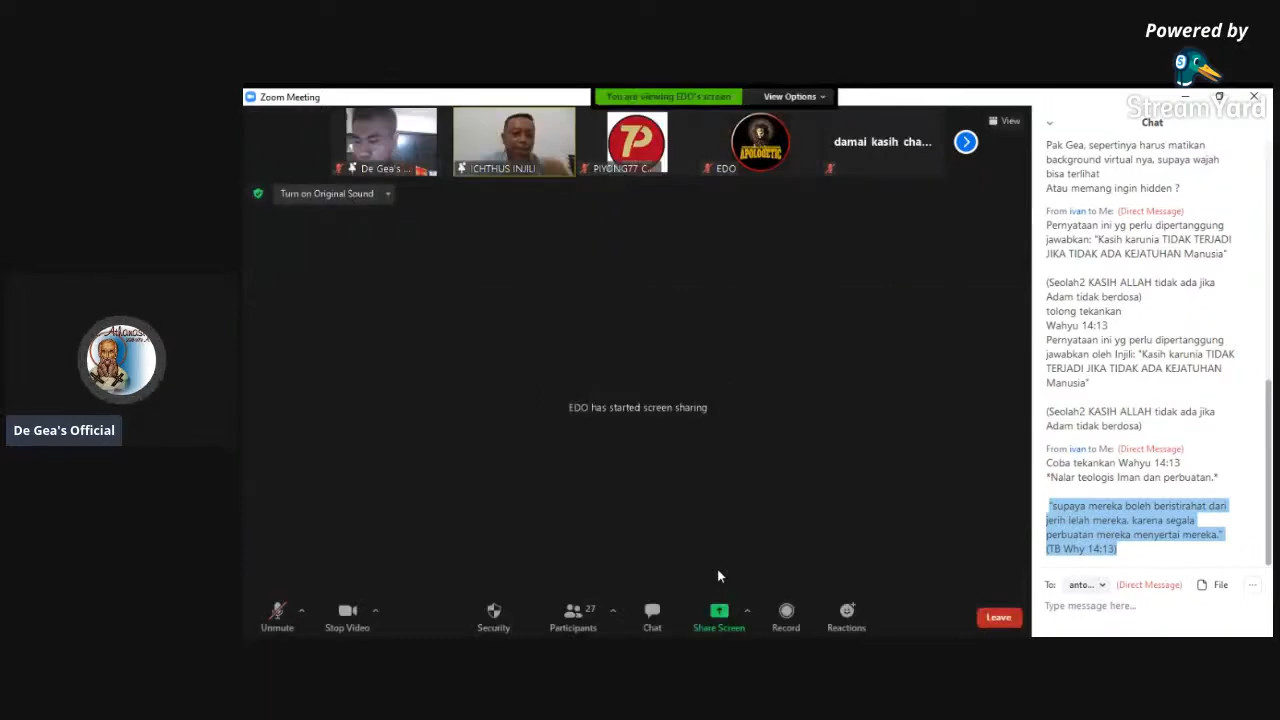 Powered by
StreamYard
Zoom Meeting
You are viewing EDO's screen
View Options
De Gea's ...
ICHTHUS INJILI
PIYONG77 C...
APOLOGETIC
EDO
damai kasih cha...
View
Turn on Original Sound
EDO has started screen sharing
De Gea's Official
Unmute
Stop Video
Security
27
Participants
Chat
Share Screen
Record
Reactions
Leave
Chat
Pak Gea, sepertinya harus matikan
background virtual nya, supaya wajah
bisa terlihat
Atau memang ingin hidden ?
From ivan to Me: (Direct Message)
Pernyataan ini yg perlu dipertanggung
jawabkan: "Kasih karunia TIDAK TERJADI
JIKA TIDAK ADA KEJATUHAN Manusia"
(Seolah2 KASIH ALLAH tidak ada jika
Adam tidak berdosa)
tolong tekankan
Wahyu 14:13
Pernyataan ini yg perlu dipertanggung
jawabkan oleh Injili: "Kasih karunia TIDAK
TERJADI JIKA TIDAK ADA KEJATUHAN
Manusia"
(Seolah2 KASIH ALLAH tidak ada jika
Adam tidak berdosa)
From ivan to Me: (Direct Message)
Coba tekankan Wahyu 14:13
*Nalar teologis Iman dan perbuatan.*
"supaya mereka boleh beristirahat dari
jerih lelah mereka, karena segala
perbuatan mereka menyertai mereka."
(TB Why 14:13)
To: anto... (Direct Message) File ...
Type message here...